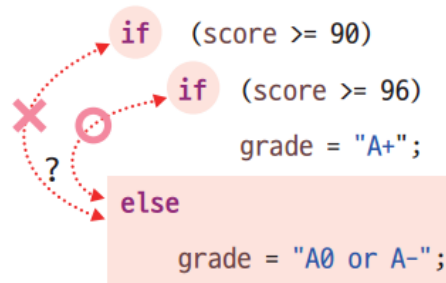 if (score >= 90)
if (score >= 96)
grade = "A+";
?
else
grade = "A0 or A-";